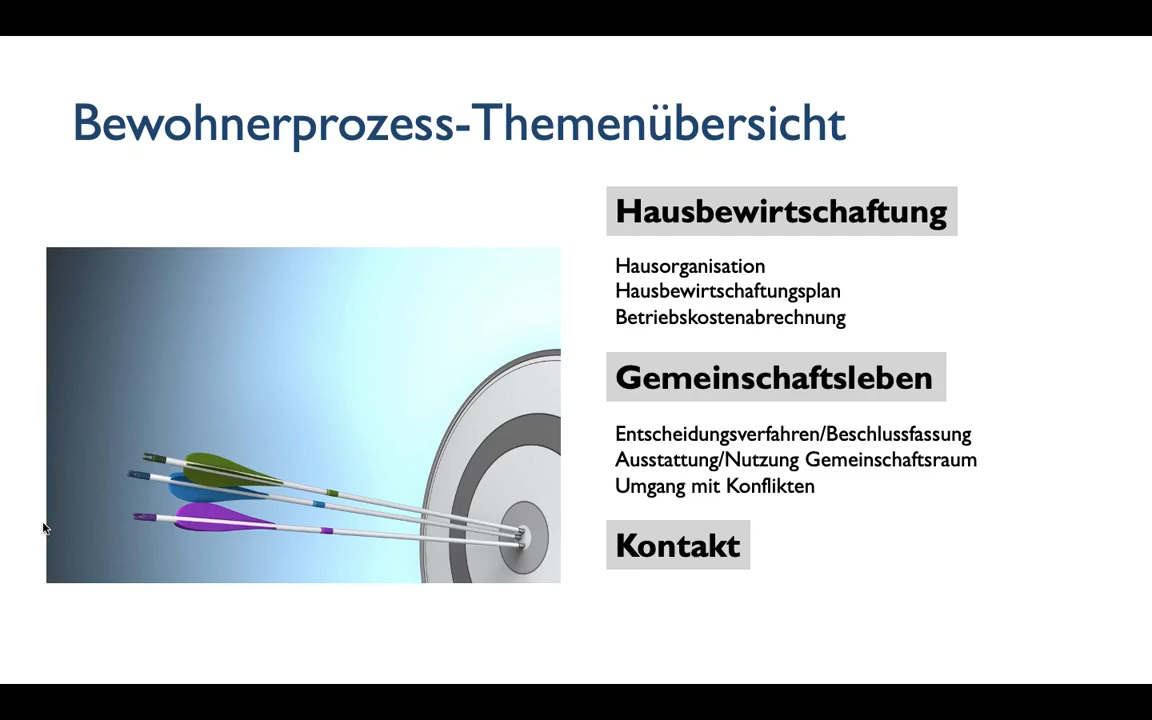 Bewohnerprozess-Themenübersicht
Hausbewirtschaftung
Hausorganisation
Hausbewirtschaftungsplan
Betriebskostenabrechnung
Gemeinschaftsleben
Entscheidungsverfahren/Beschlussfassung
Ausstattung/Nutzung Gemeinschaftsraum
Umgang mit Konflikten
Kontakt